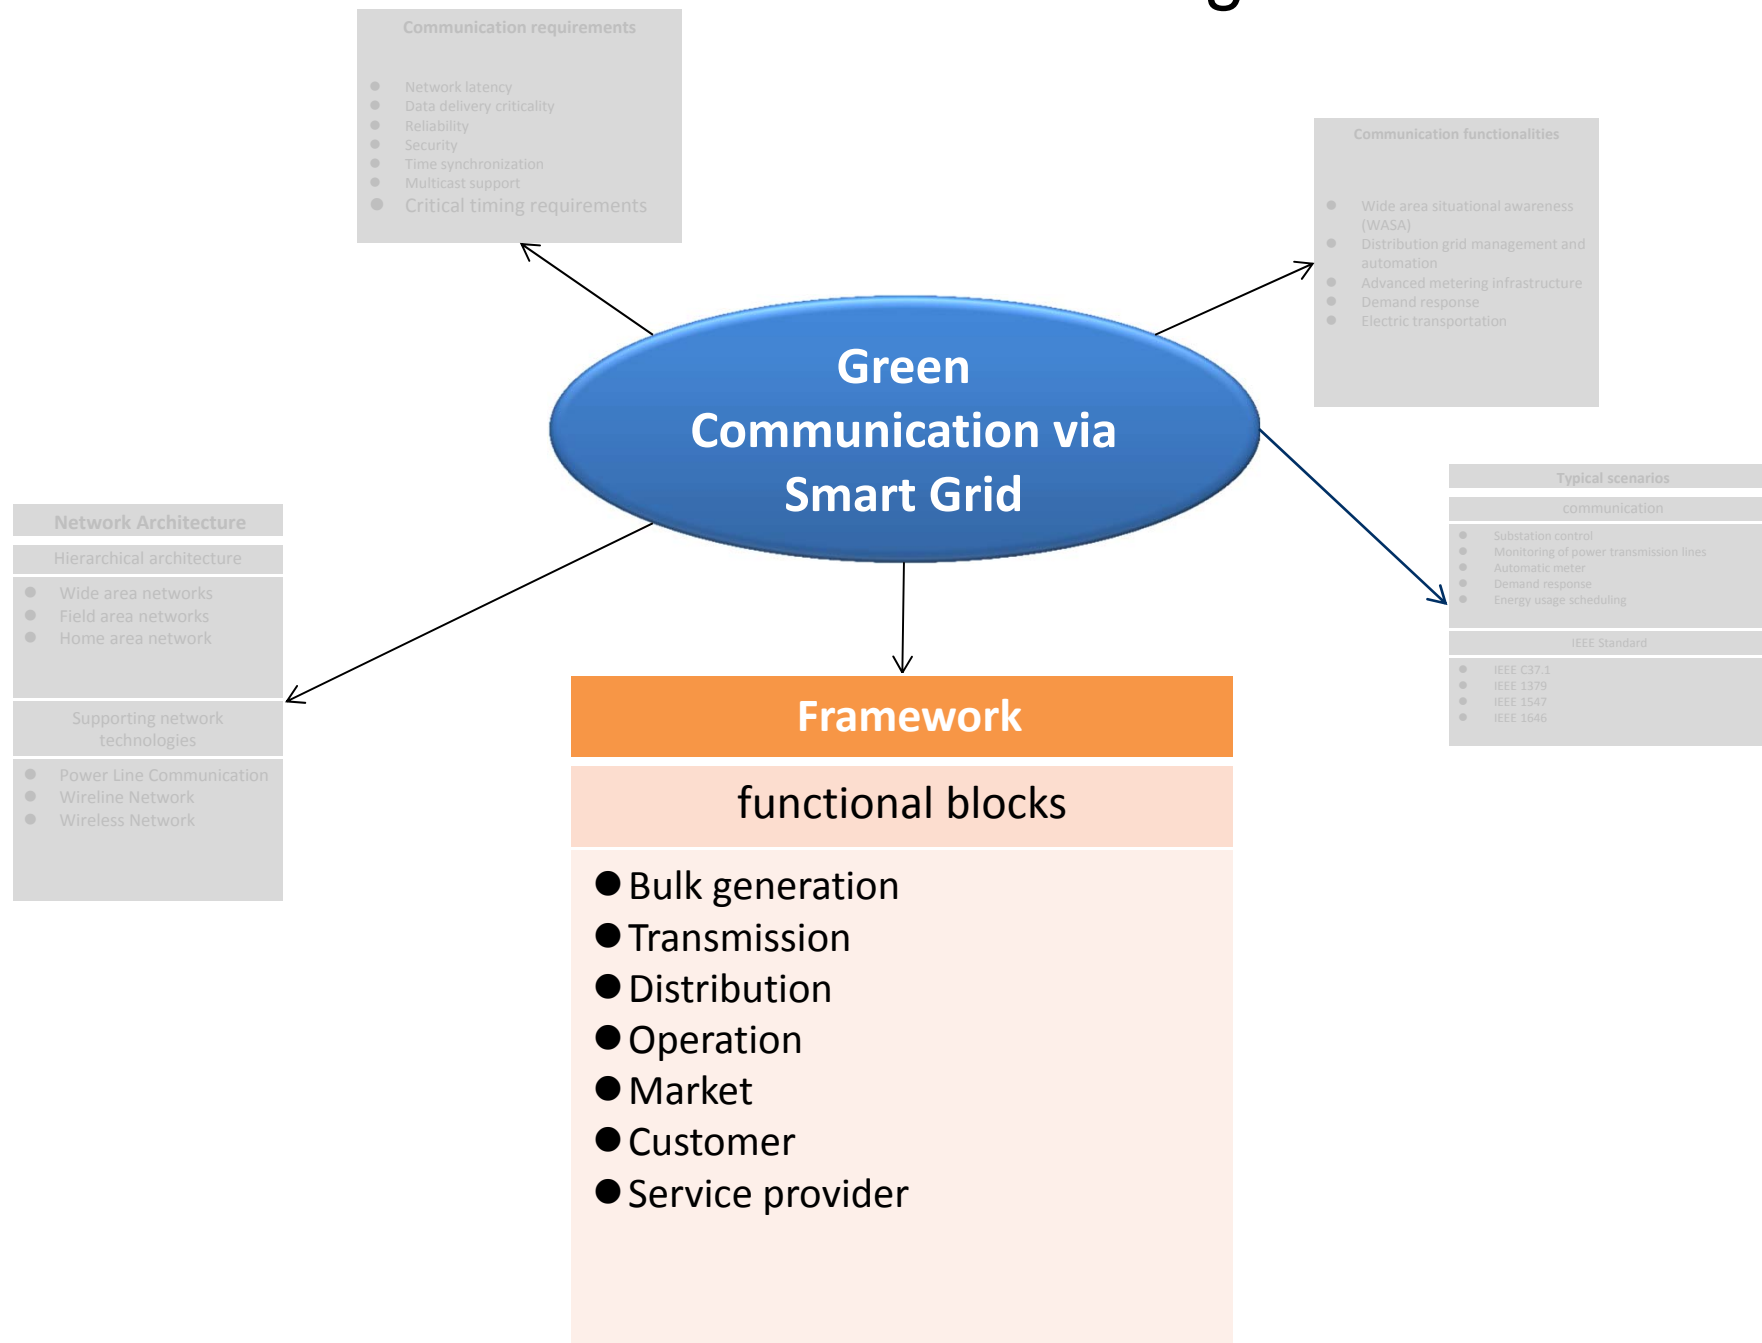 Communication requirements
Network latency
Data delivery criticality
Reliability
Security
Time synchronization
Multicast support
Critical timing requirements
Communication functionalities
Wide area situational awareness
(WASA)
Distribution grid management and
automation
Advanced metering infrastructure
Demand response
Electric transportation
Green
Communication via
Smart Grid
Typical scenarios
communication
Substation control
Monitoring of power transmission lines
Automatic meter
Demand response
Energy usage scheduling
IEEE Standard
IEEE C37.1
IEEE 1379
IEEE 1547
IEEE 1646
Network Architecture
Hierarchical architecture
Wide area networks
Field area networks
Home area network
Supporting network
technologies
Power Line Communication
Wireline Network
Wireless Network
Framework
functional blocks
Bulk generation
Transmission
Distribution
Operation
Market
Customer
Service provider